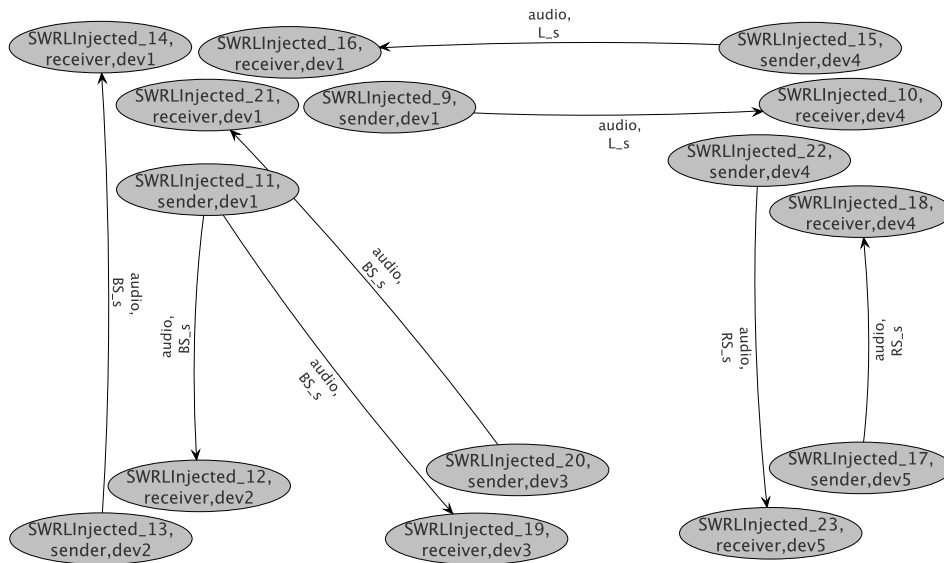 audio,
L_s
SWRLInjected_14,
receiver,dev1
SWRLInjected_16,
receiver,dev1
SWRLInjected_15,
sender,dev4
SWRLInjected_21,
receiver,dev1
SWRLInjected_9,
sender,dev1
SWRLInjected_10,
receiver,dev4
audio,
L_s
SWRLInjected_22,
sender,dev4
SWRLInjected_11,
sender,dev1
SWRLInjected_18,
receiver,dev4
audio,
BS_s
audio,
BS_s
audio,
BS_s
audio,
BS_s
audio,
RS_s
audio,
RS_s
SWRLInjected_12,
receiver,dev2
SWRLInjected_20,
sender,dev3
SWRLInjected_17,
sender,dev5
SWRLInjected_13,
sender,dev2
SWRLInjected_19,
receiver,dev3
SWRLInjected_23,
receiver,dev5